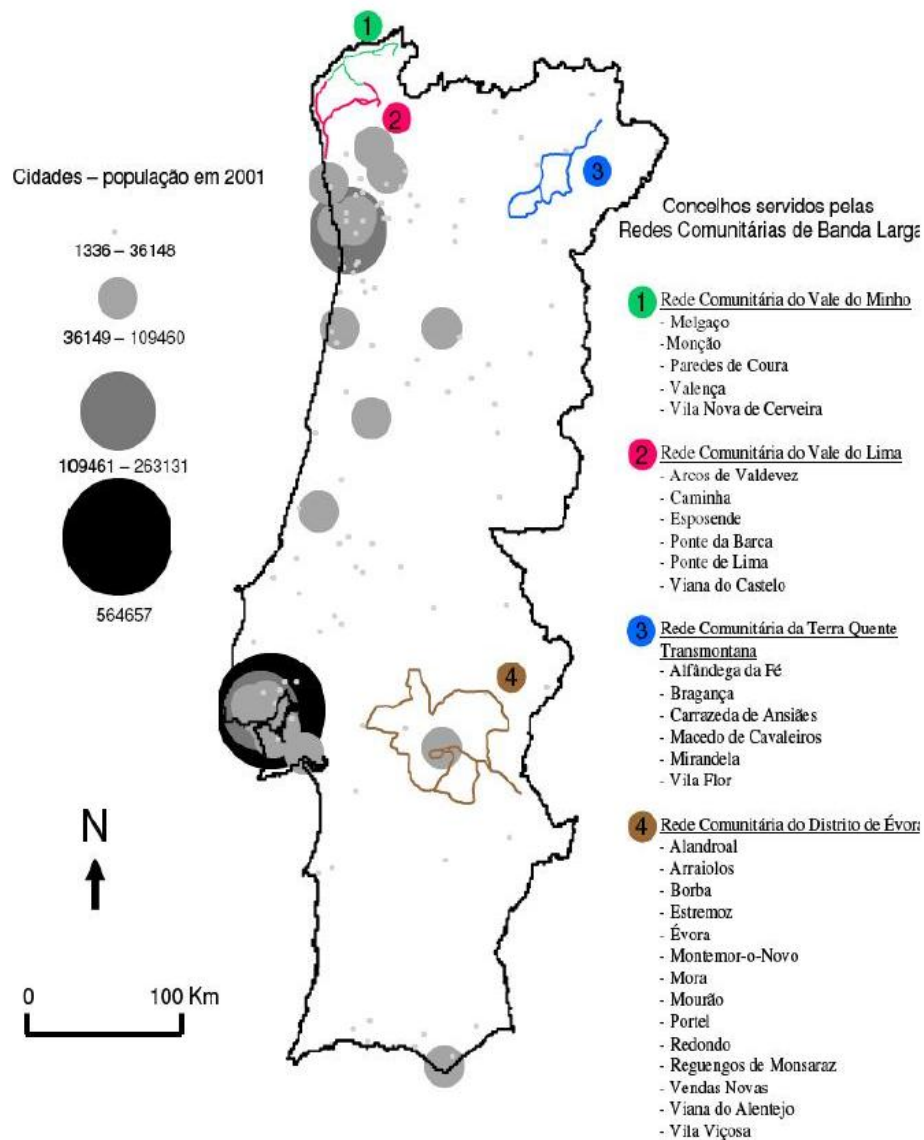 1
2
3
Cidades – população em 2001
1336 – 36148
36149 – 109460
109461 – 263131
564657
4
N
0 100 Km
Concelhos servidos pelas
Redes Comunitárias de Banda Larga
1 Rede Comunitária do Vale do Minho
- Melgaço
-Monção
- Paredes de Coura
- Valença
- Vila Nova de Cerveira
2 Rede Comunitária do Vale do Lima
- Arcos de Valdevez
- Caminha
- Esposende
- Ponte da Barca
- Ponte de Lima
- Viana do Castelo
3 Rede Comunitária da Terra Quente
Transmontana
- Alfândega da Fé
- Bragança
- Carrazeda de Ansiães
- Macedo de Cavaleiros
- Mirandela
- Vila Flor
4 Rede Comunitária do Distrito de Évora
- Alandroal
- Arraiolos
- Borba
- Estremoz
- Évora
- Montemor-o-Novo
- Mora
- Mourão
- Portel
- Redondo
- Reguengos de Monsaraz
- Vendas Novas
- Viana do Alentejo
- Vila Viçosa